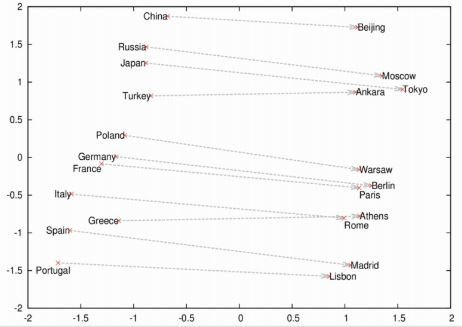 2
1.5
1
0.5
0
-0.5
-1
-1.5
-2
-2 -1.5 -1 -0.5 0 0.5 1 1.5 2
China Beijing
Russia Moscow
Japan Tokyo
Turkey Ankara
Poland Warsaw
Germany Berlin
France Paris
Italy Rome
Greece Athens
Spain Madrid
Portugal Lisbon